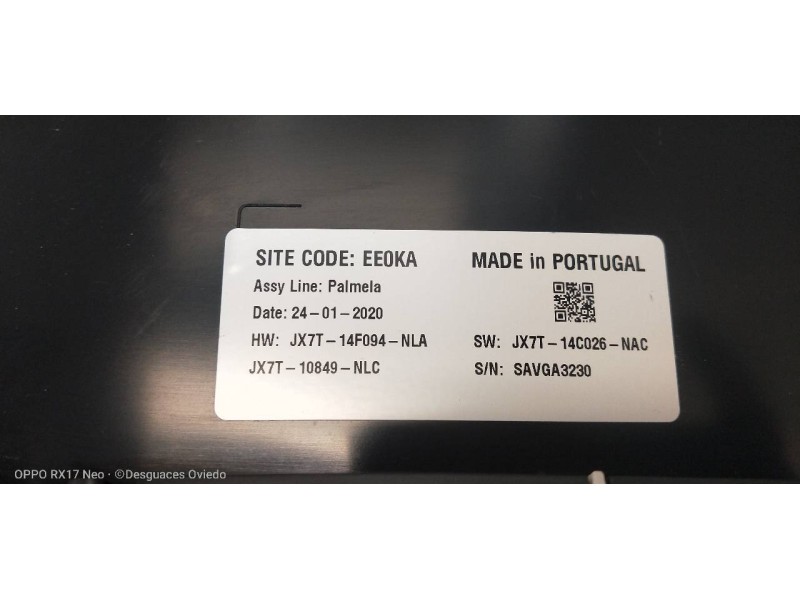 SITE CODE: EE0KA MADE in PORTUGAL
Assy Line: Palmela
Date: 24-01-2020
HW: JX7T-14F094-NLA SW: JX7T-14C026-NAC
JX7T-10849-NLC S/N: SAVGA3230
OPPO RX17 Neo · ©Desguaces Oviedo